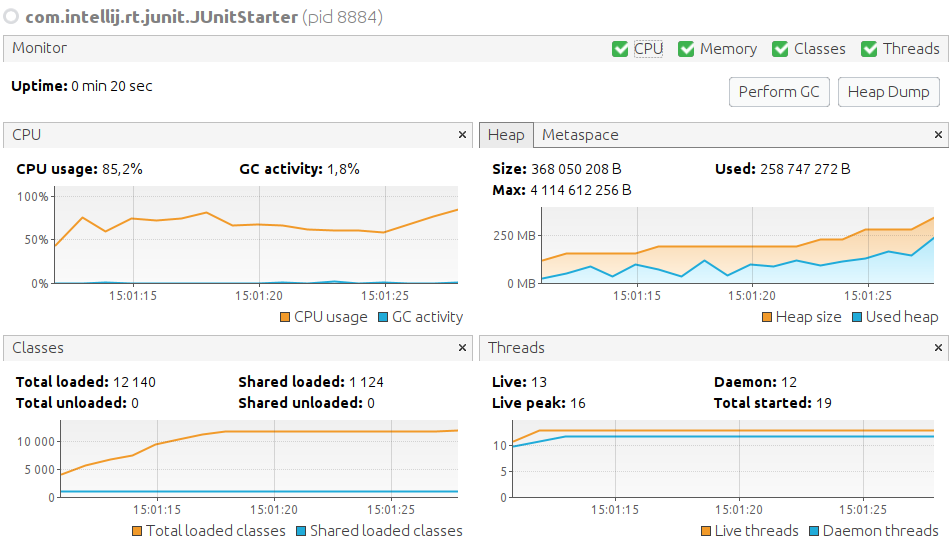 com.intellij.rt.junit.JUnitStarter (pid 8884)
Monitor
CPU Memory Classes Threads
Uptime: 0 min 20 sec
Perform GC Heap Dump
CPU
CPU usage: 85,2% GC activity: 1,8%
100%
50%
0%
15:01:15 15:01:20 15:01:25
CPU usage GC activity
Heap Metaspace
Size: 368 050 208 B Used: 258 747 272 B
Max: 4 114 612 256 B
250 MB
0 MB
15:01:15 15:01:20 15:01:25
Heap size Used heap
Classes
Total loaded: 12 140 Shared loaded: 1 124
Total unloaded: 0 Shared unloaded: 0
10 000
5 000
0
15:01:15 15:01:20 15:01:25
Total loaded classes Shared loaded classes
Threads
Live: 13 Daemon: 12
Live peak: 16 Total started: 19
10
5
0
15:01:15 15:01:20 15:01:25
Live threads Daemon threads